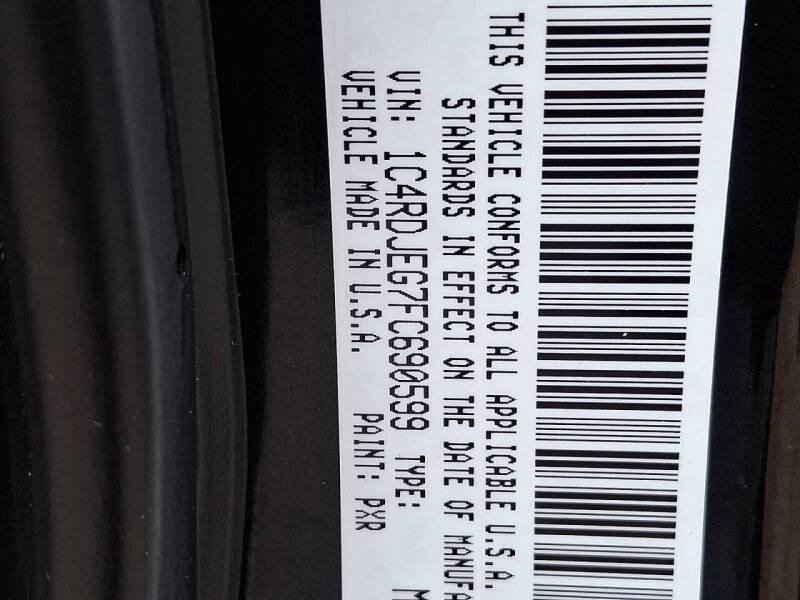 THIS VEHICLE CONFORMS TO ALL APPLICABLE U.S.A.
STANDARDS IN EFFECT ON THE DATE OF MANUFA
VIN: 1C4RDJEG7FC690599 TYPE: M
VEHICLE MADE IN U.S.A. PAINT: PXR